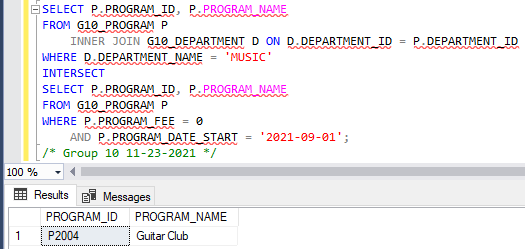 SELECT P.PROGRAM_ID, P.PROGRAM_NAME
FROM G10_PROGRAM P
INNER JOIN G10_DEPARTMENT D ON D.DEPARTMENT_ID = P.DEPARTMENT_ID
WHERE D.DEPARTMENT_NAME = 'MUSIC'
INTERSECT
SELECT P.PROGRAM_ID, P.PROGRAM_NAME
FROM G10_PROGRAM P
WHERE P.PROGRAM_FEE = 0
AND P.PROGRAM_DATE_START = '2021-09-01';
/* Group 10 11-23-2021 */
100 %
Results Messages
PROGRAM_ID PROGRAM_NAME
1 P2004 Guitar Club